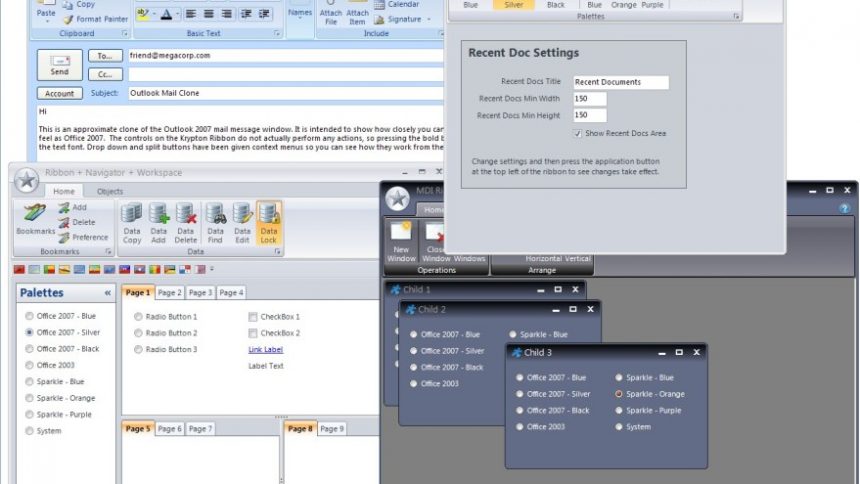 Copy
Paste
Format Painter
Clipboard
Basic Text
Names
Attach File
Attach Item
Calendar
Signature
Include
Send
To...
friend@megacorp.com
Cc...
Account
Subject:
Outlook Mail Clone
Hi
This is an approximate clone of the Outlook 2007 mail message window. It is intended to show how closely you can
feel as Office 2007. The controls on the Krypton Ribbon do not actually perform any actions, so pressing the bold b
the text font. Drop down and split buttons have been given context menus so you can see how they work from the
Blue
Silver
Black
Blue
Orange
Purple
Palettes
Recent Doc Settings
Recent Docs Title
Recent Documents
Recent Docs Min Width
150
Recent Docs Min Height
150
Show Recent Docs Area
Change settings and then press the application button
at the top left of the ribbon to see changes take effect.
Ribbon + Navigator + Workspace
Home
Objects
Bookmarks
Add
Delete
Preference
Bookmarks
Data Copy
Data Add
Data Delete
Data Find
Data Edit
Data Lock
Data
Palettes
Office 2007 - Blue
Office 2007 - Silver
Office 2007 - Black
Office 2003
Sparkle - Blue
Sparkle - Orange
Sparkle - Purple
System
Page 1
Page 2
Page 3
Page 4
Radio Button 1
CheckBox 1
Radio Button 2
CheckBox 2
Radio Button 3
Link Label
Label Text
Page 5
Page 6
Page 7
Page 8
Page 9
MDI Ri
Home
New Window
Close Window
Windows
Operations
Horizontal
Vertical
Arrange
Child 1
Child 2
Office 2007 - Blue
Sparkle - Blue
Office 2007 - Silver
Office 2007 - Black
Office 2003
Child 3
Office 2007 - Blue
Sparkle - Blue
Office 2007 - Silver
Sparkle - Orange
Office 2007 - Black
Sparkle - Purple
Office 2003
System